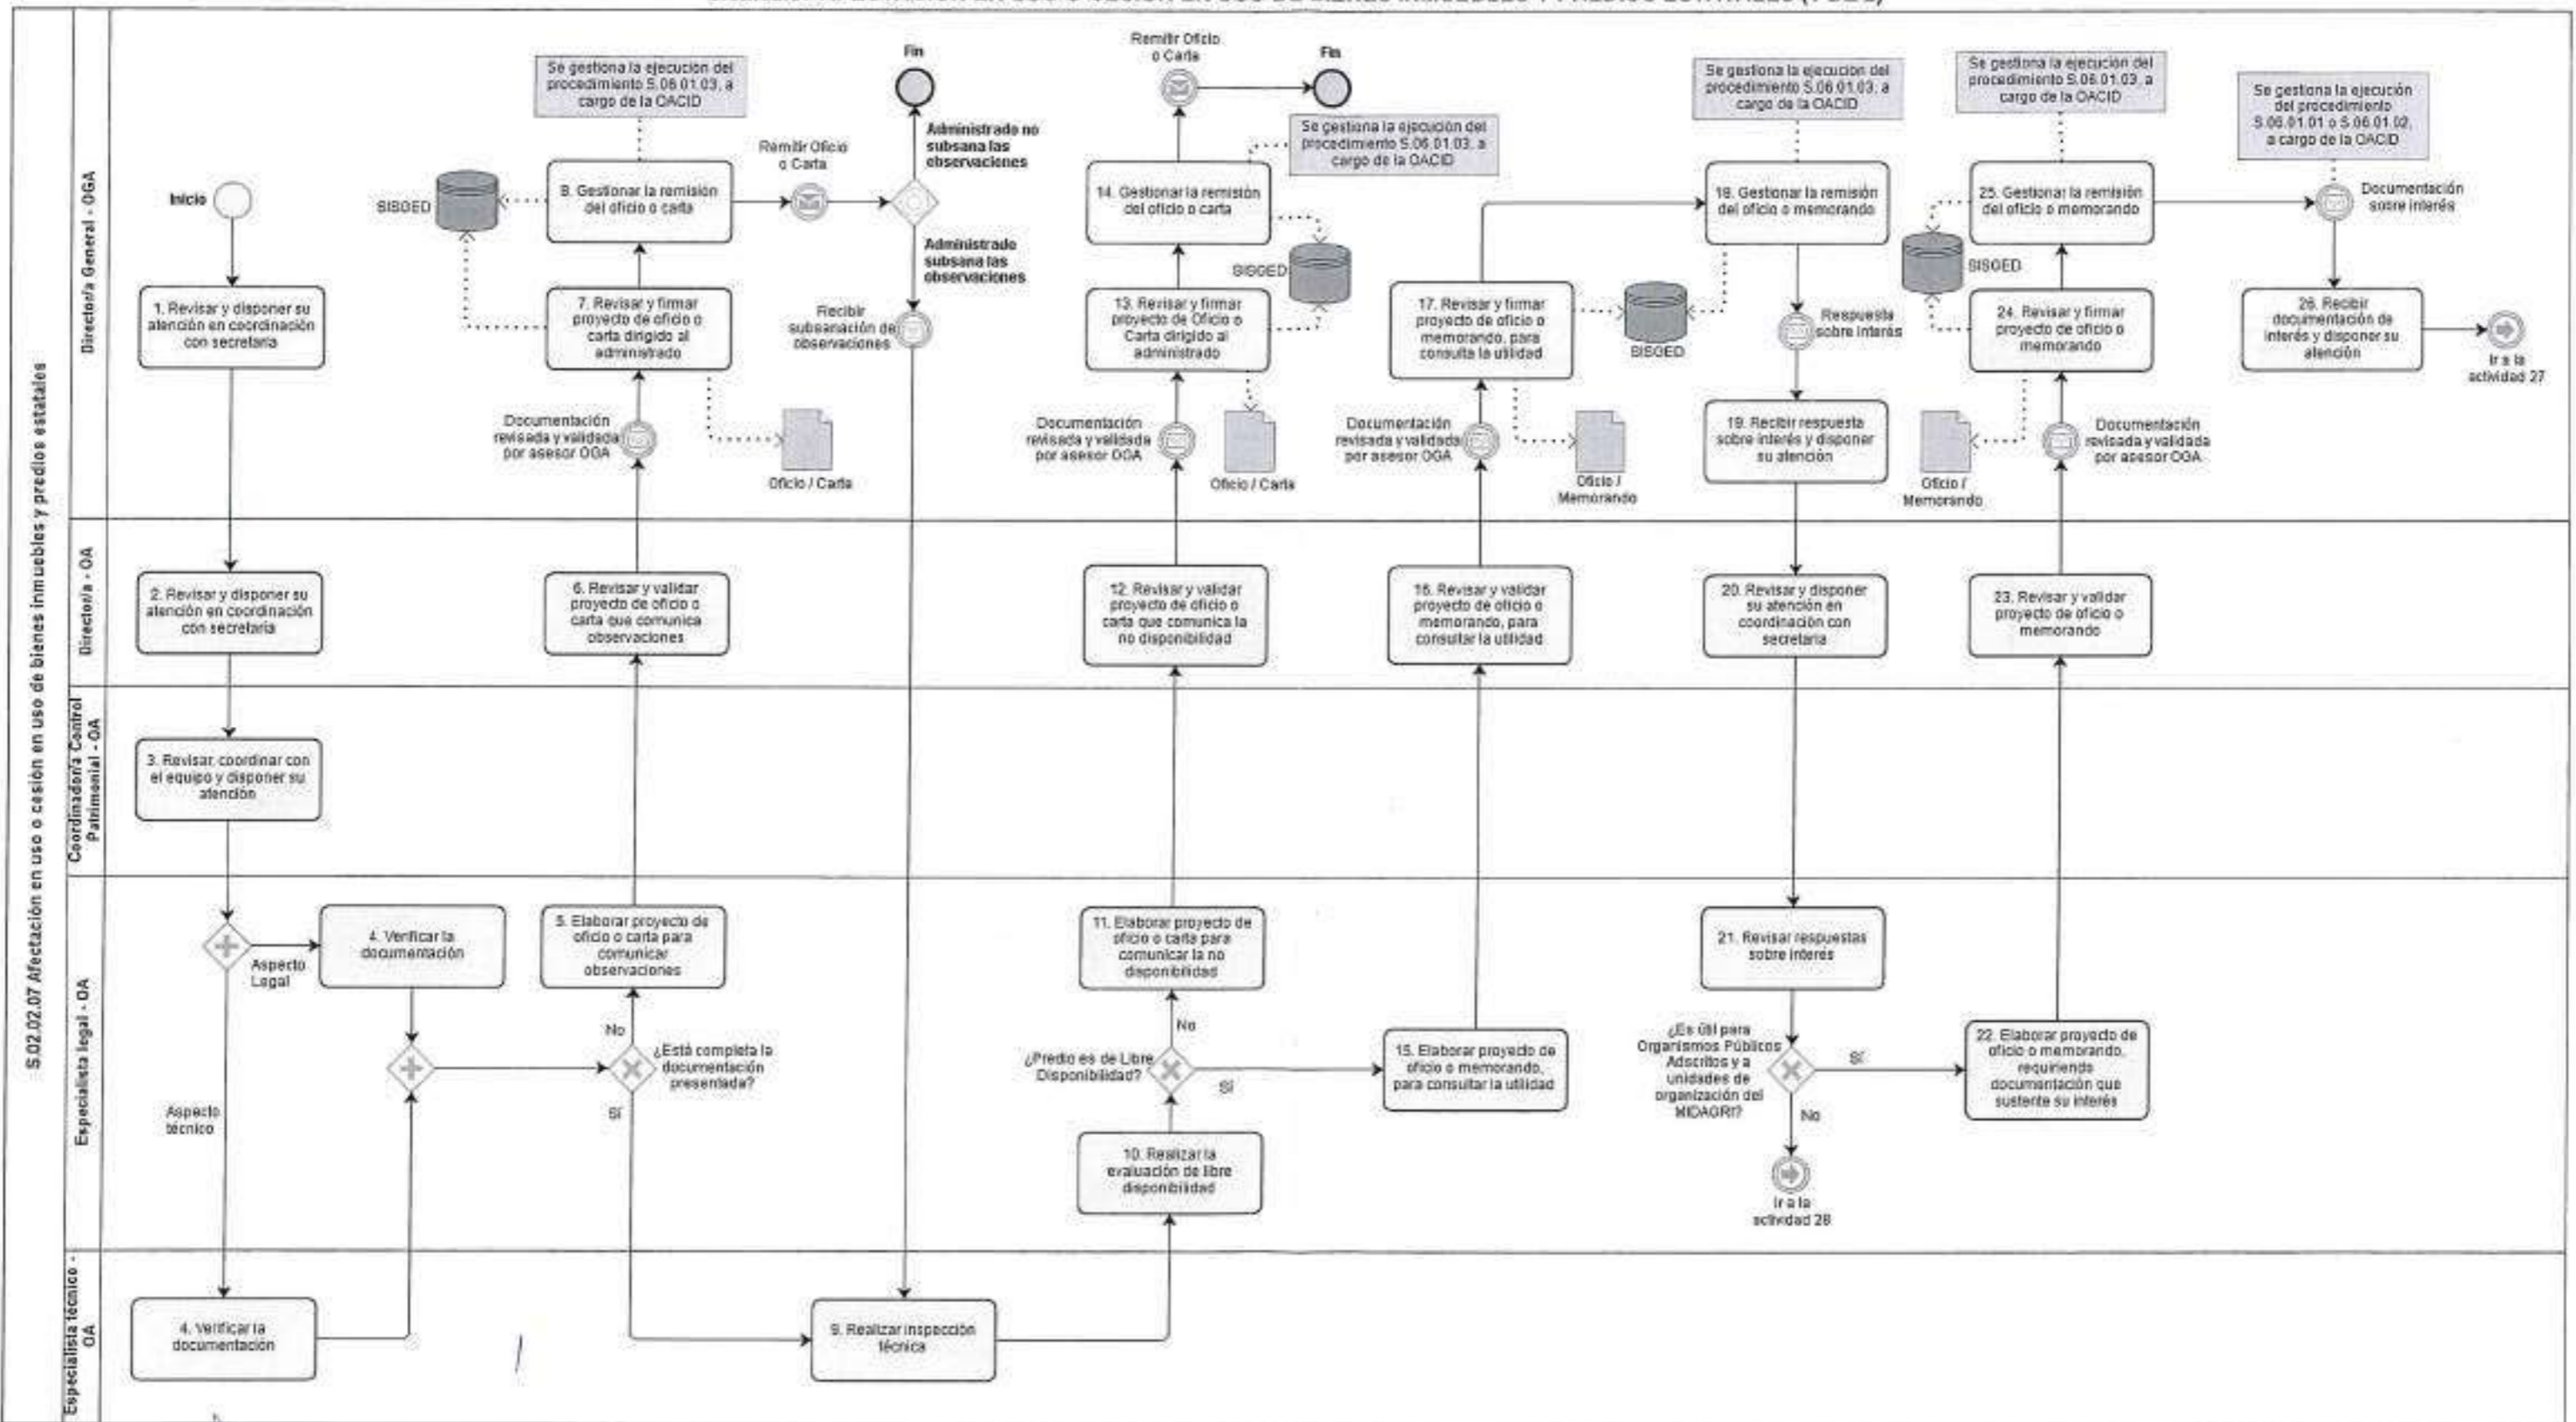 S.02.02.07 Afectación en uso o cesión en uso de bienes inmuebles y predios estatales
Director/a General - OGA
Inicio
1. Revisar y disponer su
atención en coordinación
con secretaria
SISGED
Se gestiona la ejecución del
procedimiento S.06.01.03, a
cargo de la OACID
8. Gestionar la remisión
del oficio o carta
7. Revisar y firmar
proyecto de oficio o
carta dirigido al
administrado
Documentación
revisada y validada
por asesor OGA
Oficio / Carta
Remitir Oficio
o Carta
Fin
Administrado no
subsana las
observaciones
Administrado
subsana las
observaciones
Recibir
subsanación de
observaciones
Remitir Oficio
o Carta
Fin
Se gestiona la ejecución del
procedimiento S.06.01.03, a
cargo de la OACID
14. Gestionar la remisión
del oficio o carta
SISGED
13. Revisar y firmar
proyecto de Oficio o
Carta dirigido al
administrado
Documentación
revisada y validada
por asesor OGA
Oficio / Carta
17. Revisar y firmar
proyecto de oficio o
memorando, para
consulta la utilidad
Documentación
revisada y validada
por asesor OGA
Oficio /
Memorando
SISGED
Se gestiona la ejecución del
procedimiento S.06.01.03, a
cargo de la OACID
18. Gestionar la remisión
del oficio o memorando
Respuesta
sobre interés
19. Recibir respuesta
sobre interés y disponer
su atención
Se gestiona la ejecución del
procedimiento S.06.01.03, a
cargo de la OACID
25. Gestionar la remisión
del oficio o memorando
SISGED
24. Revisar y firmar
proyecto de oficio o
memorando
Oficio /
Memorando
Documentación
revisada y validada
por asesor OGA
Se gestiona la ejecución
del procedimiento
S.06.01.01 o S.06.01.02,
a cargo de la OACID
Documentación
sobre interés
26. Recibir
documentación de
interés y disponer su
atención
Ir a la
actividad 27
Director/a - OA
2. Revisar y disponer su
atención en coordinación
con secretaría
6. Revisar y validar
proyecto de oficio o
carta que comunica
observaciones
12. Revisar y validar
proyecto de oficio o
carta que comunica la
no disponibilidad
16. Revisar y validar
proyecto de oficio o
memorando, para
consultar la utilidad
20. Revisar y disponer
su atención en
coordinación con
secretaria
23. Revisar y validar
proyecto de oficio o
memorando
Coordinador/a Control
Patrimonial - OA
3. Revisar, coordinar con
el equipo y disponer su
atención
Especialista legal - OA
Aspecto
Legal
4. Verificar la
documentación
Aspecto
técnico
5. Elaborar proyecto de
oficio o carta para
comunicar
observaciones
No
¿Está completa la
documentación
presentada?
Sí
11. Elaborar proyecto de
oficio o carta para
comunicar la no
disponibilidad
No
¿Predio es de Libre
Disponibilidad?
Sí
10. Realizar la
evaluación de libre
disponibilidad
15. Elaborar proyecto de
oficio o memorando,
para consultar la utilidad
21. Revisar respuestas
sobre interés
¿Es útil para
Organismos Públicos
Adscritos y a
unidades de
organización del
MIDAGRI?
Sí
No
Ir a la
actividad 28
22. Elaborar proyecto de
oficio o memorando,
requiriendo
documentación que
sustente su interés
Especialista técnico -
OA
4. Verificar la
documentación
9. Realizar inspección
técnica